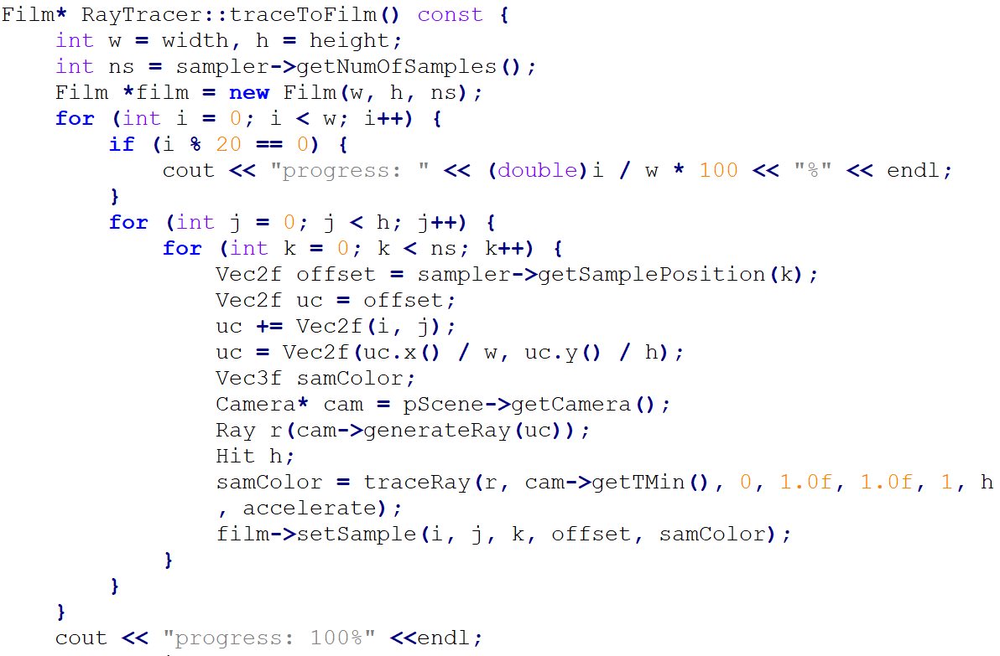 Film* RayTracer::traceToFilm() const {
    int w = width, h = height;
    int ns = sampler->getNumOfSamples();
    Film *film = new Film(w, h, ns);
    for (int i = 0; i < w; i++) {
        if (i % 20 == 0) {
            cout << "progress: " << (double)i / w * 100 << "%" << endl;
        }
        for (int j = 0; j < h; j++) {
            for (int k = 0; k < ns; k++) {
                Vec2f offset = sampler->getSamplePosition(k);
                Vec2f uc = offset;
                uc += Vec2f(i, j);
                uc = Vec2f(uc.x() / w, uc.y() / h);
                Vec3f samColor;
                Camera* cam = pScene->getCamera();
                Ray r(cam->generateRay(uc));
                Hit h;
                samColor = traceRay(r, cam->getTMin(), 0, 1.0f, 1.0f, 1, h
                , accelerate);
                film->setSample(i, j, k, offset, samColor);
            }
        }
    }
    cout << "progress: 100%" <<endl;